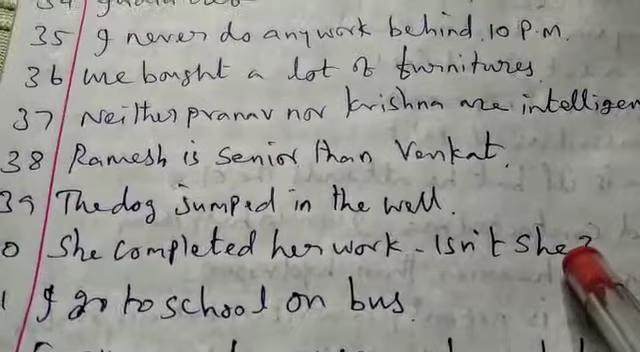 35 I never do any work behind 10 P.M.
36 we bought a lot of furnitures.
37 Neither pranav nor Krishna are intelligen
38 Ramesh is senior than Venkat.
39 The dog jumped in the well.
0 She completed her work - Isn't She?
1 I go to school on bus.